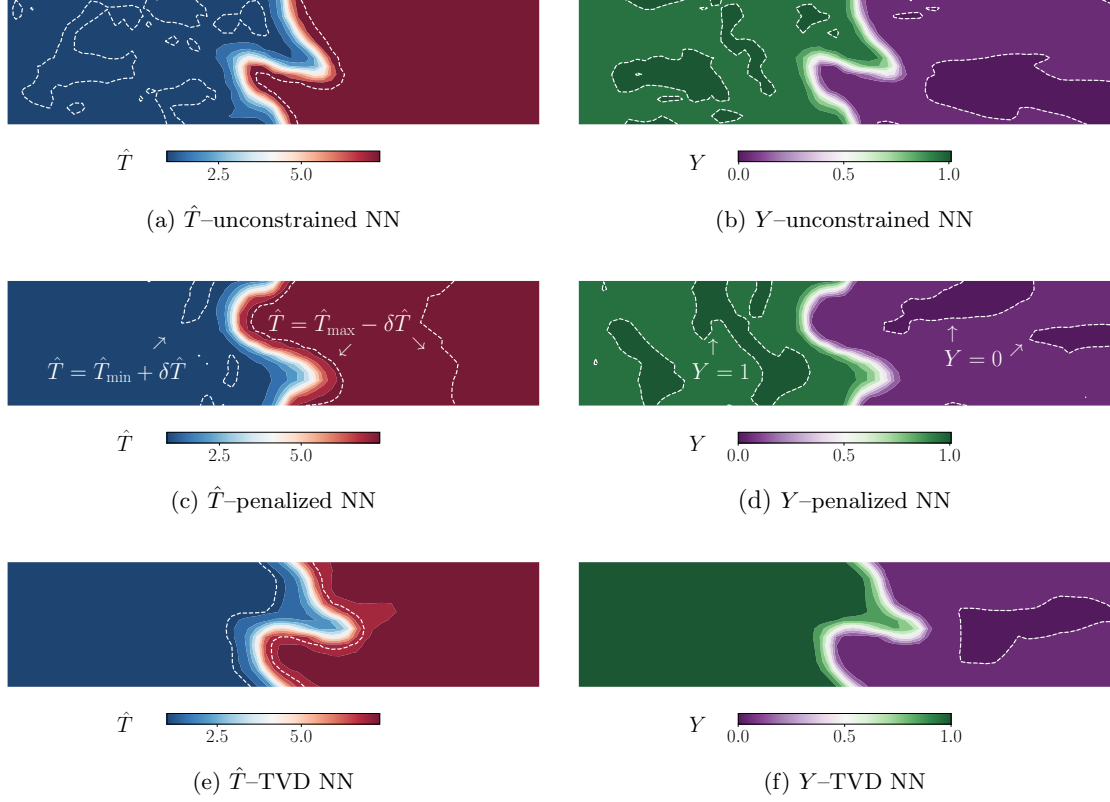 T̂ 2.5 5.0
Y 0.0 0.5 1.0
(a) T̂–unconstrained NN
(b) Y–unconstrained NN
T̂ = T̂max − δT̂
T̂ = T̂min + δT̂
Y = 1
Y = 0
T̂ 2.5 5.0
Y 0.0 0.5 1.0
(c) T̂–penalized NN
(d) Y–penalized NN
T̂ 2.5 5.0
Y 0.0 0.5 1.0
(e) T̂–TVD NN
(f) Y–TVD NN